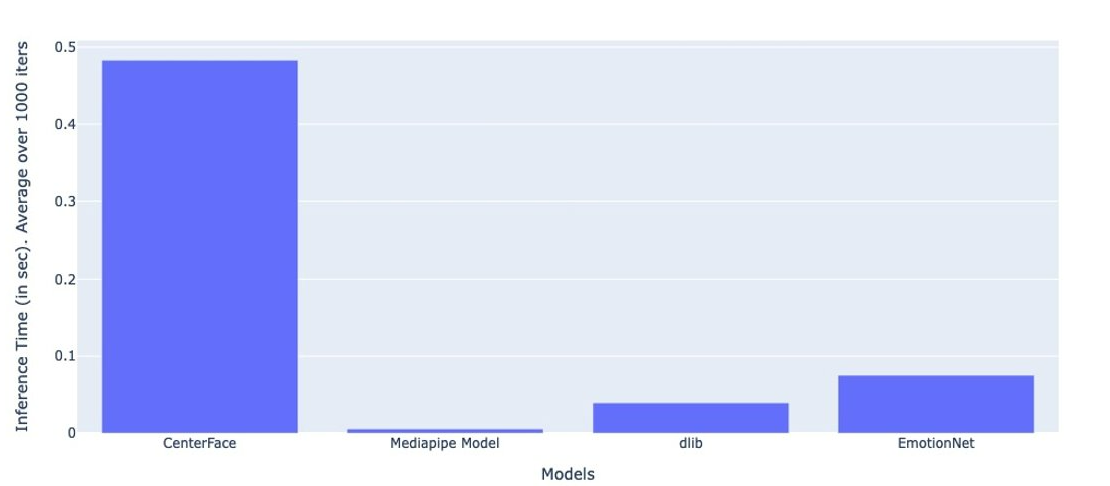 Inference Time (in sec). Average over 1000 iters
0.5
0.4
0.3
0.2
0.1
0
CenterFace
Mediapipe Model
dlib
EmotionNet
Models